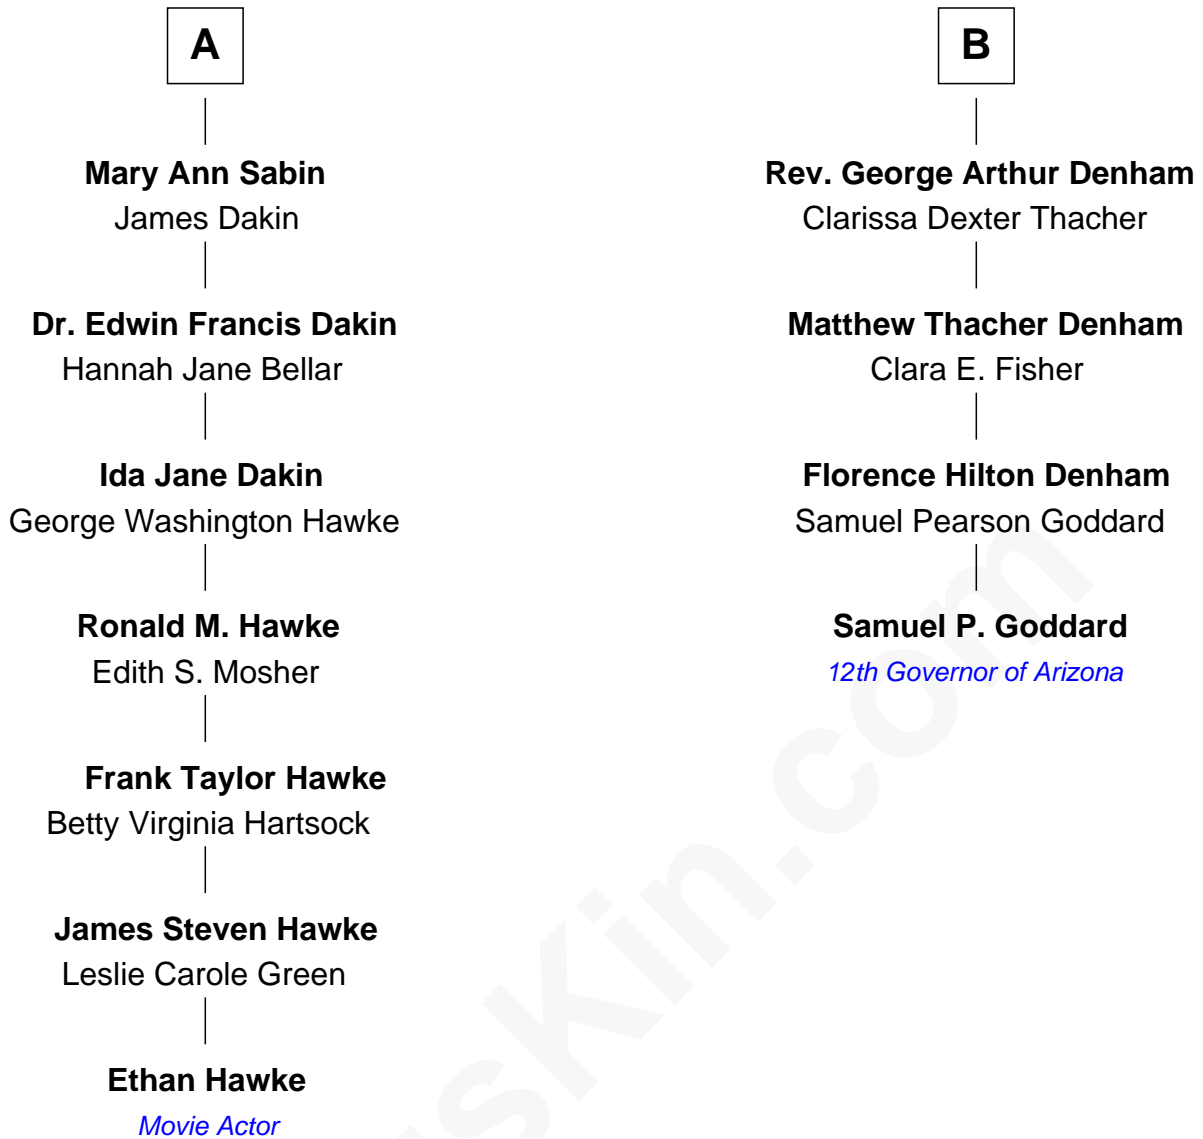 A
Mary Ann Sabin
James Dakin
Dr. Edwin Francis Dakin
Hannah Jane Bellar
Ida Jane Dakin
George Washington Hawke
Ronald M. Hawke
Edith S. Mosher
Frank Taylor Hawke
Betty Virginia Hartsock
James Steven Hawke
Leslie Carole Green
Ethan Hawke
Movie Actor
B
Rev. George Arthur Denham
Clarissa Dexter Thacher
Matthew Thacher Denham
Clara E. Fisher
Florence Hilton Denham
Samuel Pearson Goddard
Samuel P. Goddard
12th Governor of Arizona